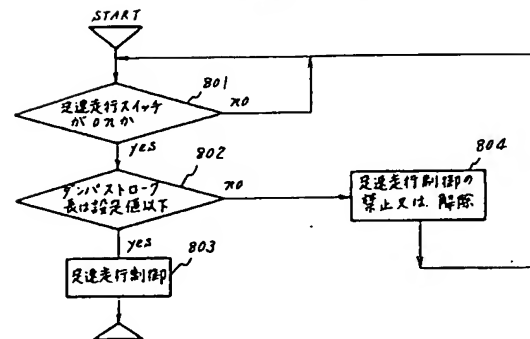 START
801
定速走行スイッチ
がonか
no
yes
802
ダンパストローク
長は設定値以下
no
804
定速走行制御の
禁止又は、解除
yes
803
定速走行制御